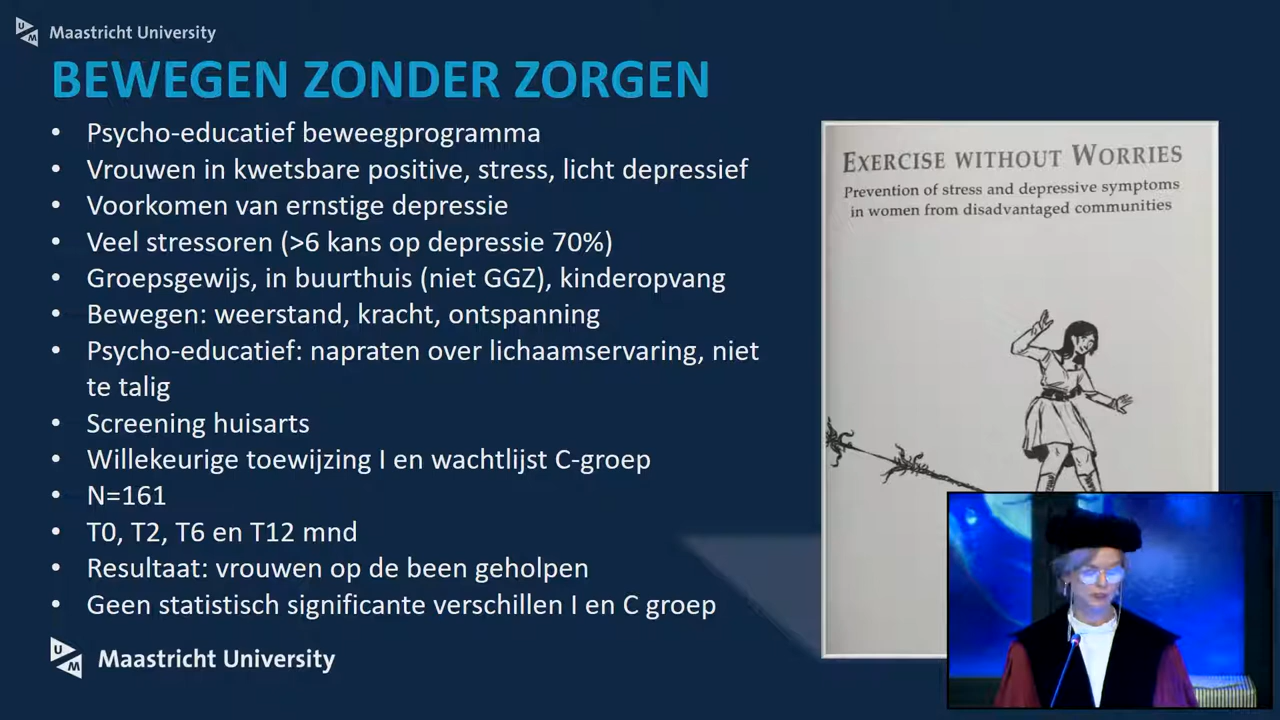 Maastricht University
BEWEGEN ZONDER ZORGEN
• Psycho-educatief beweegprogramma
• Vrouwen in kwetsbare positive, stress, licht depressief
• Voorkomen van ernstige depressie
• Veel stressoren (>6 kans op depressie 70%)
• Groepsgewijs, in buurthuis (niet GGZ), kinderopvang
• Bewegen: weerstand, kracht, ontspanning
• Psycho-educatief: napraten over lichaamservaring, niet
te talig
• Screening huisarts
• Willekeurige toewijzing I en wachtlijst C-groep
• N=161
• T0, T2, T6 en T12 mnd
• Resultaat: vrouwen op de been geholpen
• Geen statistisch significante verschillen I en C groep
EXERCISE WITHOUT WORRIES
Prevention of stress and depressive symptoms
in women from disadvantaged communities
UM Maastricht University